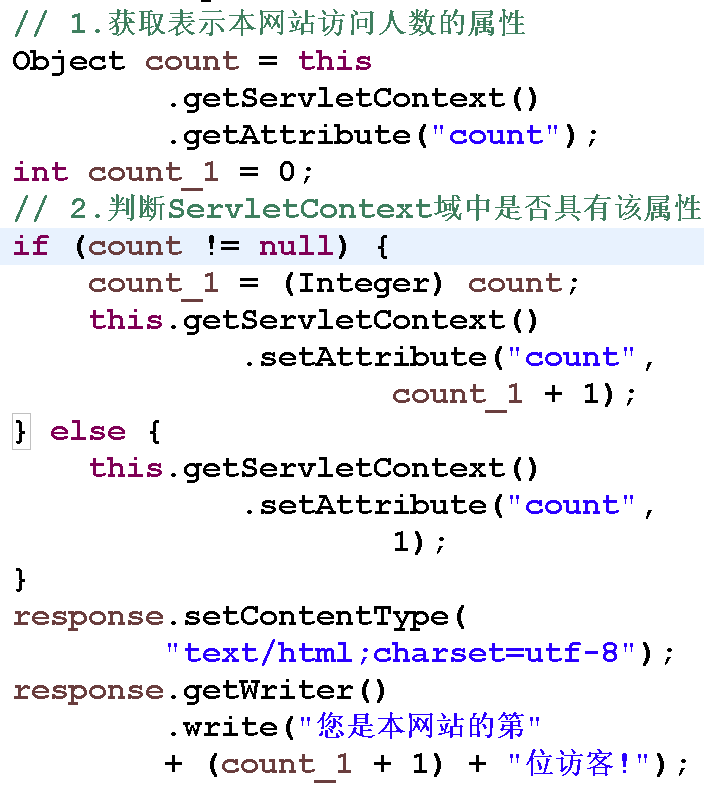 // 1.获取表示本网站访问人数的属性
Object count = this
.getServletContext()
.getAttribute("count");
int count_1 = 0;
// 2.判断ServletContext域中是否具有该属性
if (count != null) {
count_1 = (Integer) count;
this.getServletContext()
.setAttribute("count",
count_1 + 1);
} else {
this.getServletContext()
.setAttribute("count",
1);
}
response.setContentType(
"text/html;charset=utf-8");
response.getWriter()
.write("您是本网站的第"
+ (count_1 + 1) + "位访客!");